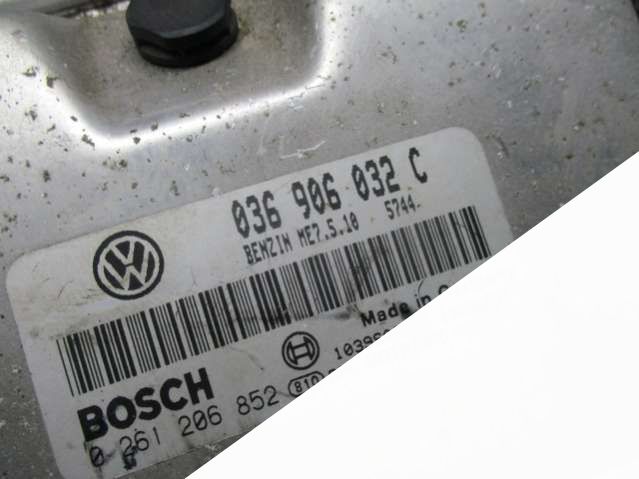 036 906 032 C
BENZIN ME7.5.10 5744
Made in
BOSCH
0 261 206 852